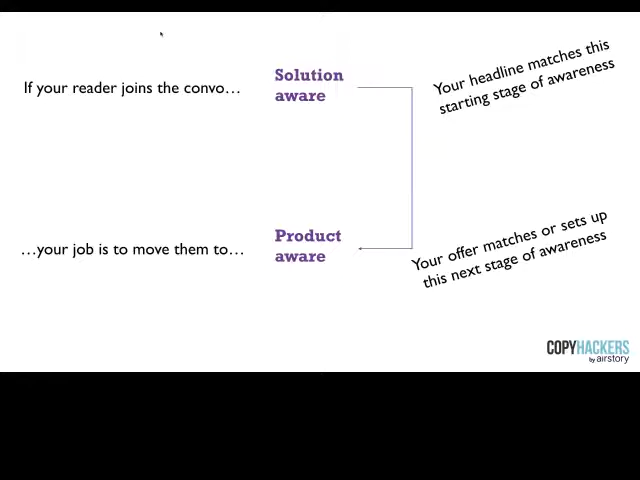 If your reader joins the convo…
Solution
aware
Your headline matches this
starting stage of awareness
…your job is to move them to…
Product
aware
Your offer matches or sets up
this next stage of awareness
COPYHACKERS
by airstory